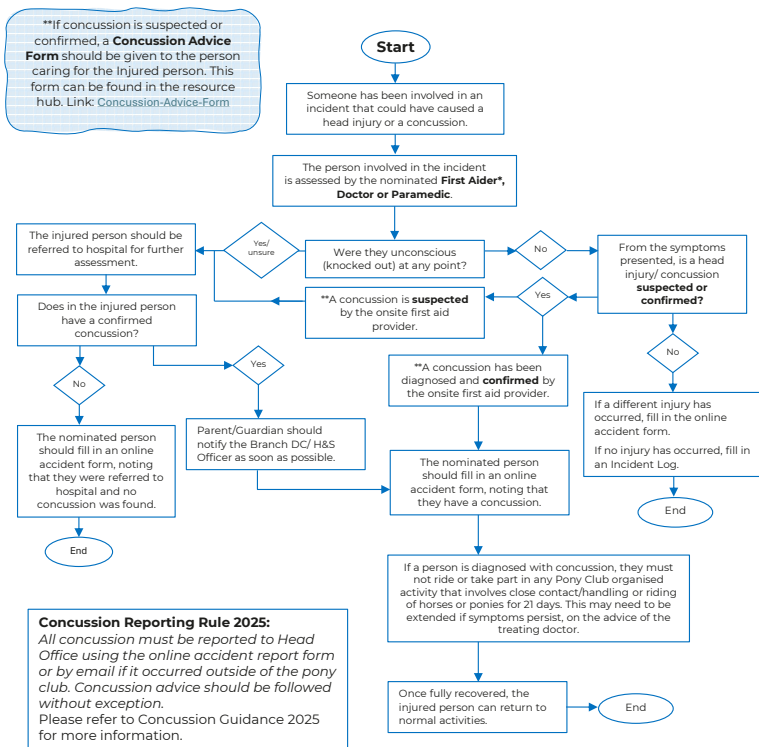 **If concussion is suspected or
confirmed, a Concussion Advice
Form should be given to the person
caring for the Injured person. This
form can be found in the resource
hub. Link: Concussion-Advice-Form
Start
Someone has been involved in an
incident that could have caused a
head injury or a concussion.
The person involved in the incident
is assessed by the nominated First Aider*,
Doctor or Paramedic.
The injured person should be
referred to hospital for further
assessment.
Yes/
unsure
Were they unconscious
(knocked out) at any point?
No
From the symptoms
presented, is a head
injury/ concussion
suspected or
confirmed?
**A concussion is suspected
by the onsite first aid
provider.
Yes
Does in the injured person
have a confirmed
concussion?
No
Yes
**A concussion has been
diagnosed and confirmed by
the onsite first aid provider.
No
If a different injury has
occurred, fill in the online
accident form.
If no injury has occurred, fill in
an Incident Log.
End
The nominated person
should fill in an online
accident form, noting
that they were referred to
hospital and no
concussion was found.
End
Parent/Guardian should
notify the Branch DC/ H&S
Officer as soon as possible.
The nominated person
should fill in an online
accident form, noting that
they have a concussion.
If a person is diagnosed with concussion, they must
not ride or take part in any Pony Club organised
activity that involves close contact/handling or riding
of horses or ponies for 21 days. This may need to be
extended if symptoms persist, on the advice of the
treating doctor.
Once fully recovered, the
injured person can return to
normal activities.
End
Concussion Reporting Rule 2025:
All concussion must be reported to Head
Office using the online accident report form
or by email if it occurred outside of the pony
club. Concussion advice should be followed
without exception.
Please refer to Concussion Guidance 2025
for more information.